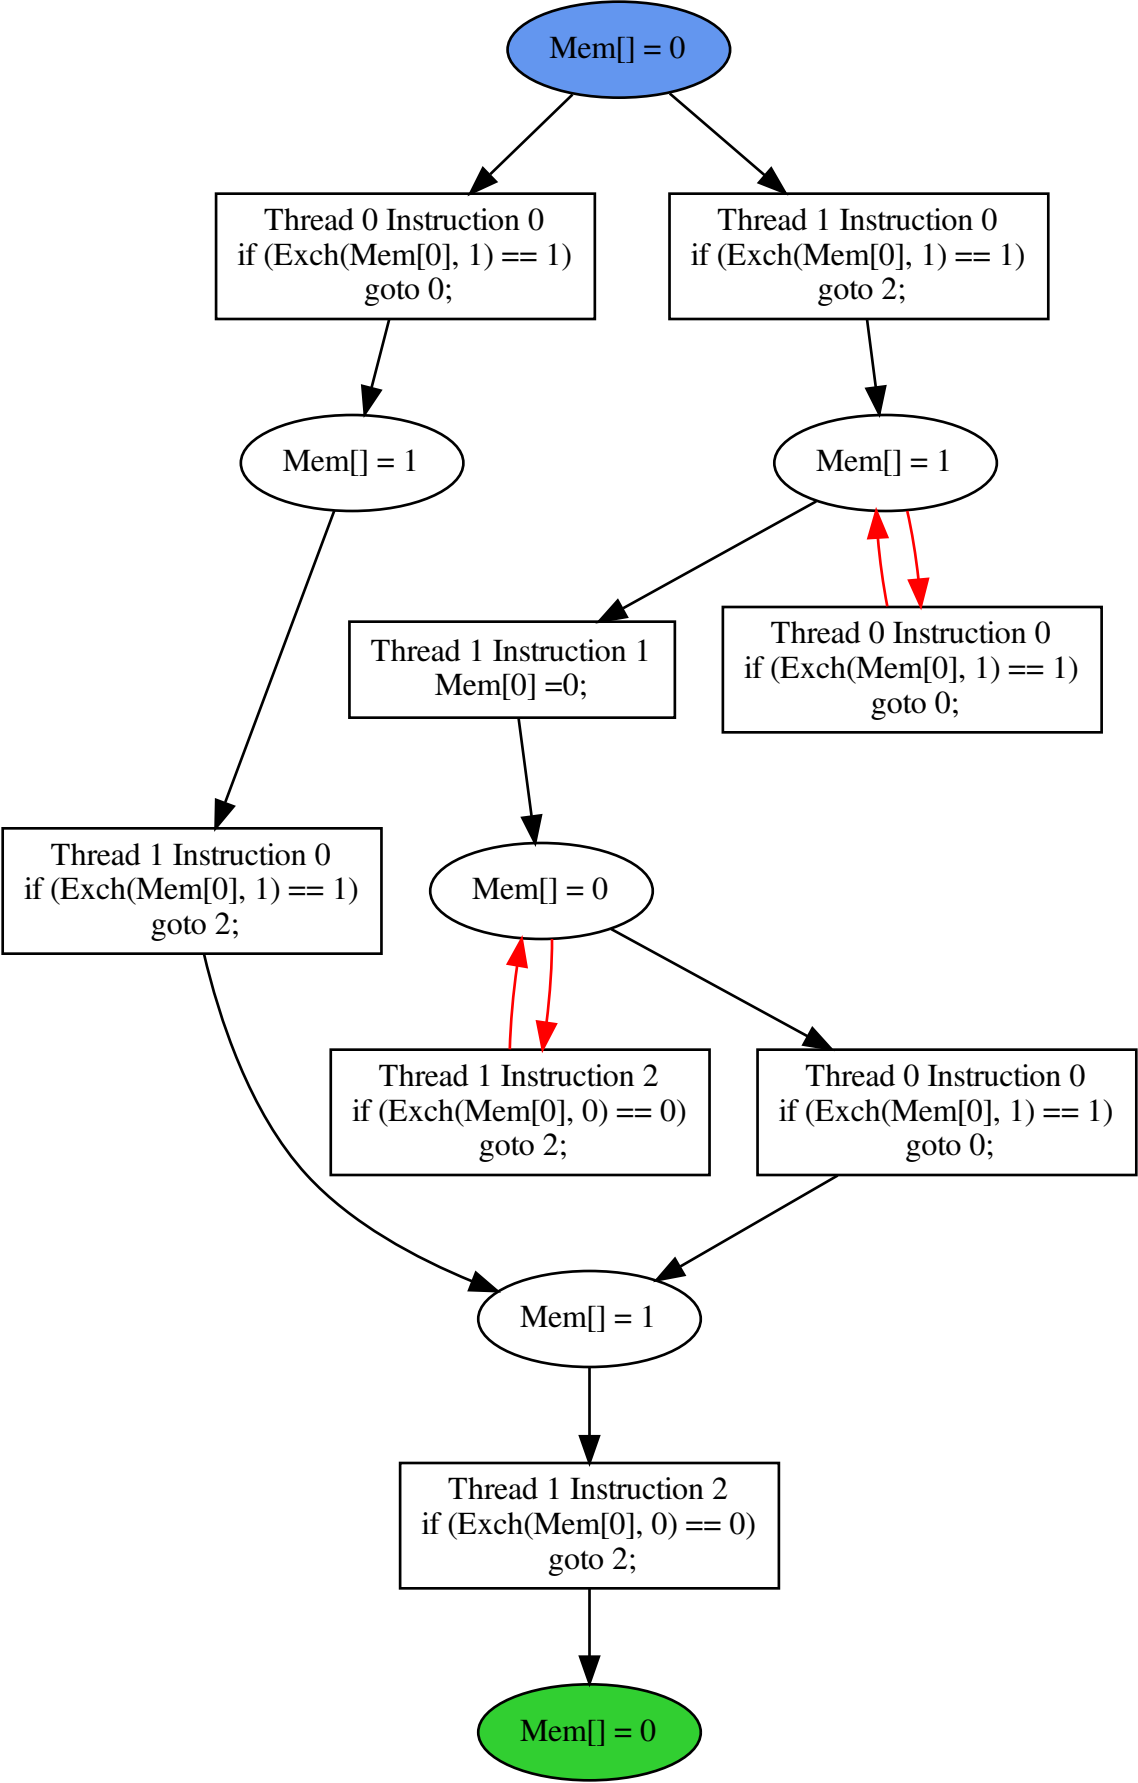 Mem[] = 0
Thread 0 Instruction 0
if (Exch(Mem[0], 1) == 1)
goto 0;
Thread 1 Instruction 0
if (Exch(Mem[0], 1) == 1)
goto 2;
Mem[] = 1
Mem[] = 1
Thread 1 Instruction 1
Mem[0] =0;
Thread 0 Instruction 0
if (Exch(Mem[0], 1) == 1)
goto 0;
Thread 1 Instruction 0
if (Exch(Mem[0], 1) == 1)
goto 2;
Mem[] = 0
Thread 1 Instruction 2
if (Exch(Mem[0], 0) == 0)
goto 2;
Thread 0 Instruction 0
if (Exch(Mem[0], 1) == 1)
goto 0;
Mem[] = 1
Thread 1 Instruction 2
if (Exch(Mem[0], 0) == 0)
goto 2;
Mem[] = 0